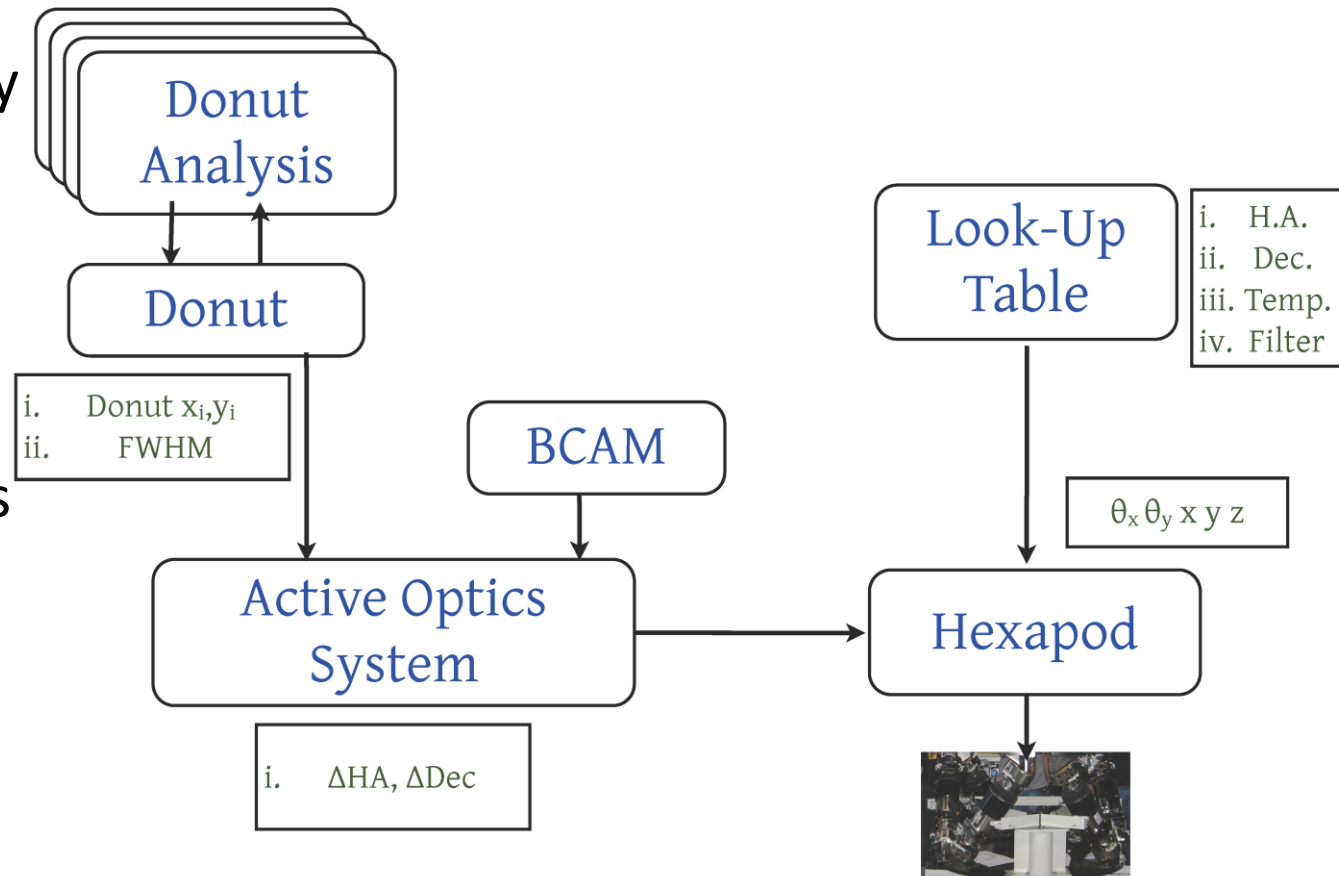 y
Donut
Analysis
Donut
i. Donut xᵢ,yᵢ
ii. FWHM
s
BCAM
Look-Up
Table
i. H.A.
ii. Dec.
iii. Temp.
iv. Filter
θₓ θᵧ x y z
Active Optics
System
Hexapod
i. ΔHA, ΔDec